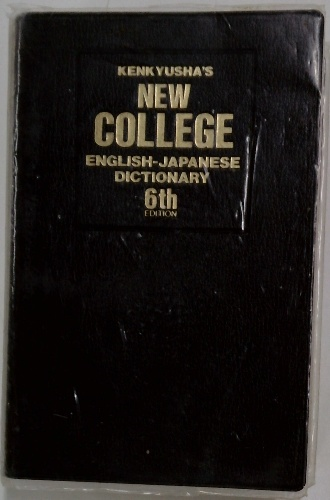 KENKYUSHA'S
NEW
COLLEGE
ENGLISH-JAPANESE
DICTIONARY
6th
EDITION